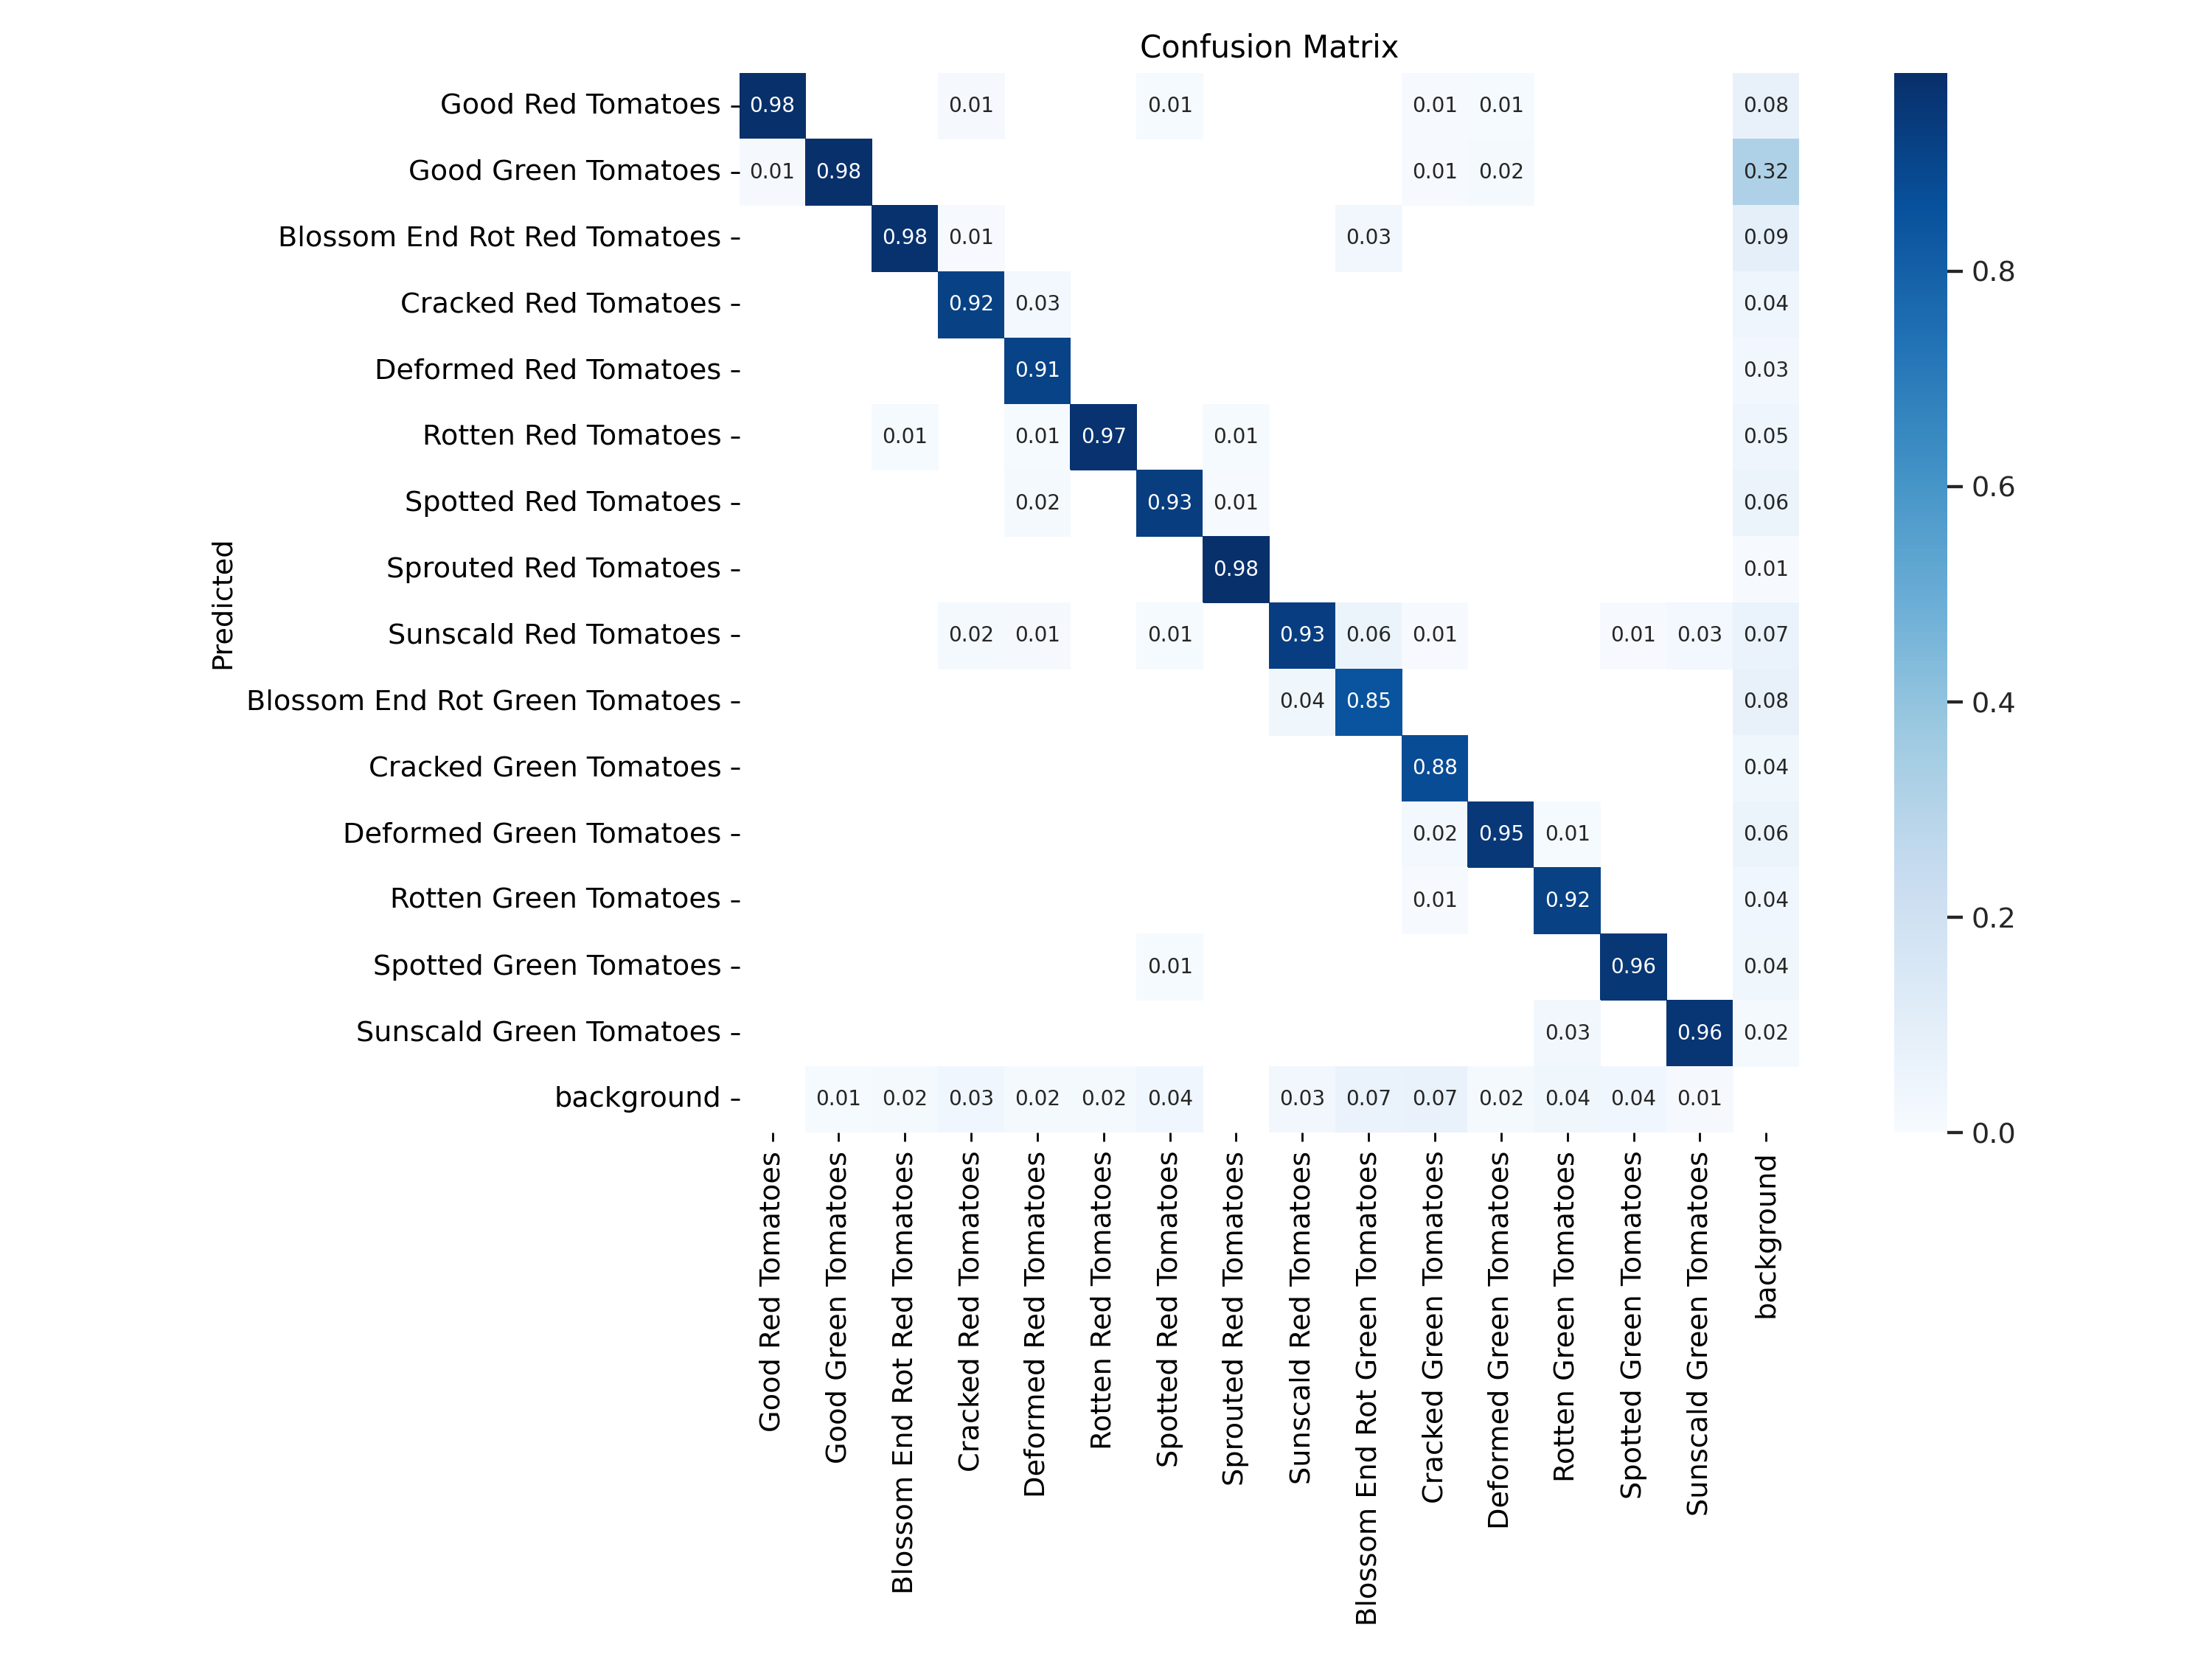 Confusion Matrix
Predicted
Good Red Tomatoes 0.98 0.01 0.01 0.01 0.01 0.08
Good Green Tomatoes 0.01 0.98 0.01 0.02 0.32
Blossom End Rot Red Tomatoes 0.98 0.01 0.03 0.09
Cracked Red Tomatoes 0.92 0.03 0.04
Deformed Red Tomatoes 0.91 0.03
Rotten Red Tomatoes 0.01 0.01 0.97 0.01 0.05
Spotted Red Tomatoes 0.02 0.93 0.01 0.06
Sprouted Red Tomatoes 0.98 0.01
Sunscald Red Tomatoes 0.02 0.01 0.01 0.93 0.06 0.01 0.01 0.03 0.07
Blossom End Rot Green Tomatoes 0.04 0.85 0.08
Cracked Green Tomatoes 0.88 0.04
Deformed Green Tomatoes 0.02 0.95 0.01 0.06
Rotten Green Tomatoes 0.01 0.92 0.04
Spotted Green Tomatoes 0.01 0.96 0.04
Sunscald Green Tomatoes 0.03 0.96 0.02
background 0.01 0.02 0.03 0.02 0.02 0.04 0.03 0.07 0.07 0.02 0.04 0.04 0.01
Good Red Tomatoes
Good Green Tomatoes
Blossom End Rot Red Tomatoes
Cracked Red Tomatoes
Deformed Red Tomatoes
Rotten Red Tomatoes
Spotted Red Tomatoes
Sprouted Red Tomatoes
Sunscald Red Tomatoes
Blossom End Rot Green Tomatoes
Cracked Green Tomatoes
Deformed Green Tomatoes
Rotten Green Tomatoes
Spotted Green Tomatoes
Sunscald Green Tomatoes
background
0.8
0.6
0.4
0.2
0.0